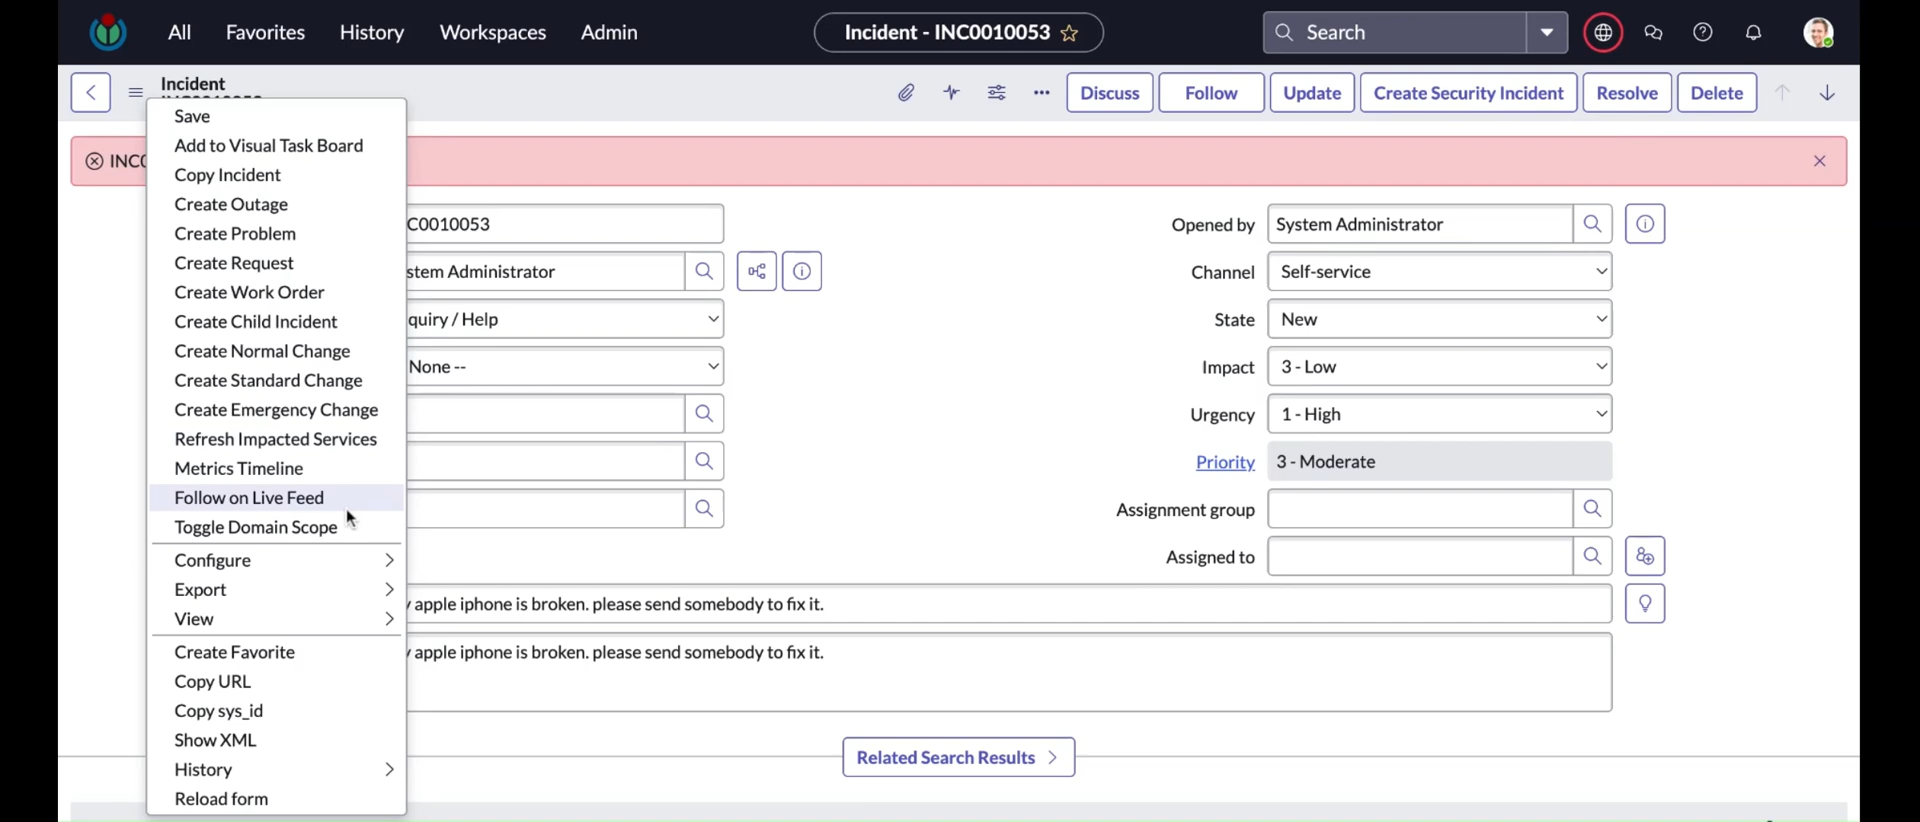 All Favorites History Workspaces Admin Incident - INC0010053 Search
Incident
Discuss Follow Update Create Security Incident Resolve Delete
Save
Add to Visual Task Board
Copy Incident
Create Outage
Create Problem
Create Request
Create Work Order
Create Child Incident
Create Normal Change
Create Standard Change
Create Emergency Change
Refresh Impacted Services
Metrics Timeline
Follow on Live Feed
Toggle Domain Scope
Configure
Export
View
Create Favorite
Copy URL
Copy sys_id
Show XML
History
Reload form
INC
C0010053
stem Administrator
quiry / Help
None --
Opened by System Administrator
Channel Self-service
State New
Impact 3 - Low
Urgency 1 - High
Priority 3 - Moderate
Assignment group
Assigned to
apple iphone is broken. please send somebody to fix it.
apple iphone is broken. please send somebody to fix it.
Related Search Results